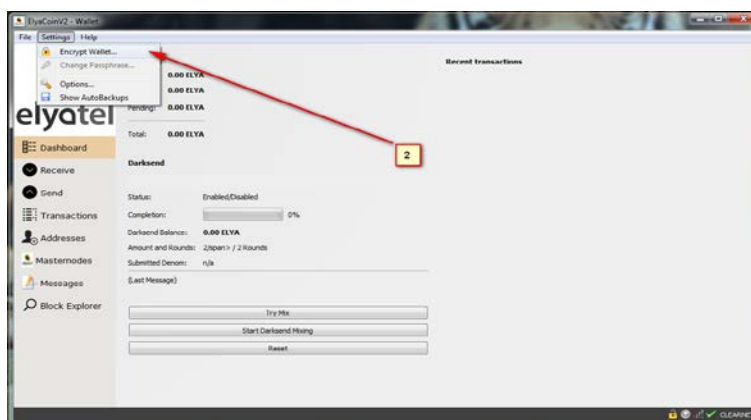 ElyaCoinV2 - Wallet
File Settings Help
Encrypt Wallet...
Change Passphrase...
Options...
Show AutoBackups
elyatel
Dashboard
Receive
Send
Transactions
Addresses
Masternodes
Messages
Block Explorer
0.00 ELYA
0.00 ELYA
Pending: 0.00 ELYA
Total: 0.00 ELYA
Darksend
Status: Enabled/Disabled
Completion: 0%
Darksend Balance: 0.00 ELYA
Amount and Rounds: 2/span> / 2 Rounds
Submitted Denom: n/a
(Last Message)
Try Mix
Start Darksend Mixing
Reset
Recent transactions
2
CLEARNET